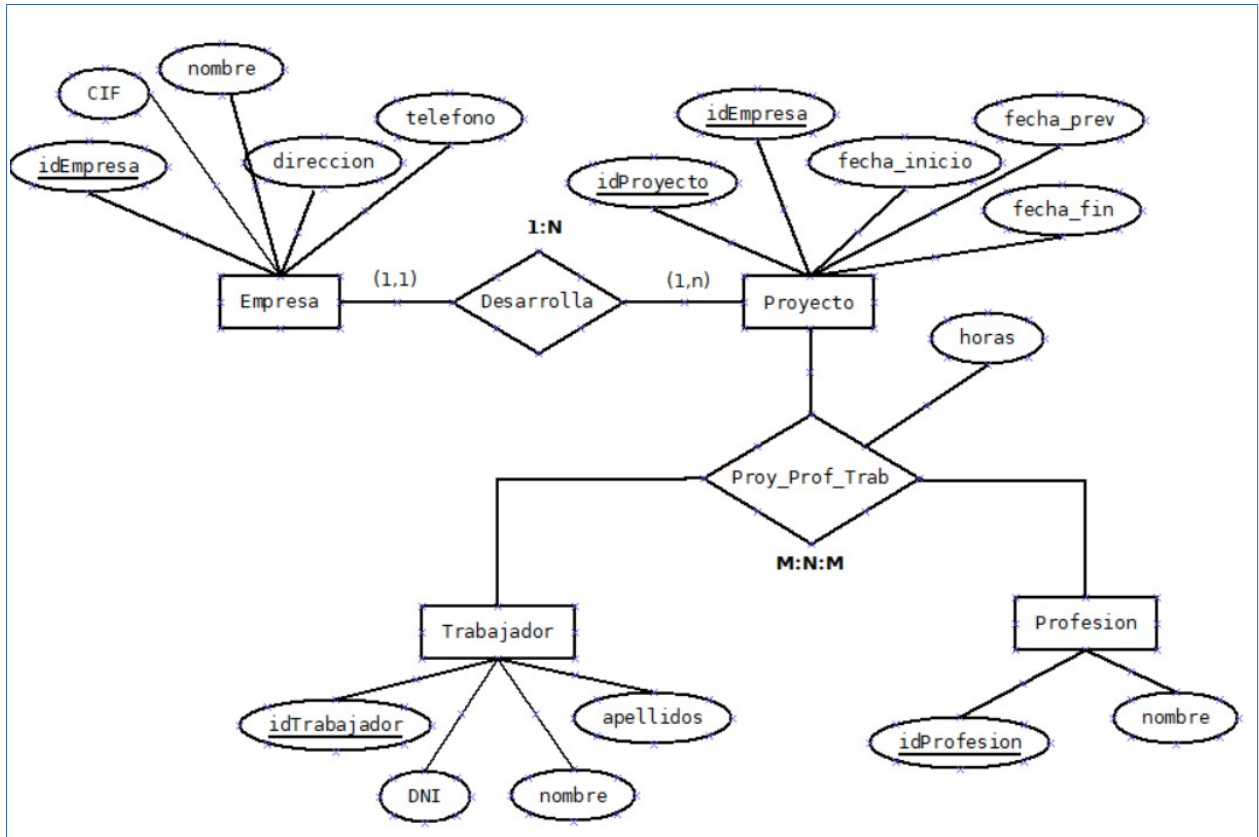 nombre
CIF
telefono
idEmpresa
direccion
idEmpresa
fecha_prev
fecha_inicio
idProyecto
fecha_fin
1:N
(1,1)
(1,n)
Empresa
Desarrolla
Proyecto
horas
Proy_Prof_Trab
M:N:M
Trabajador
Profesion
idTrabajador
apellidos
nombre
idProfesion
DNI
nombre